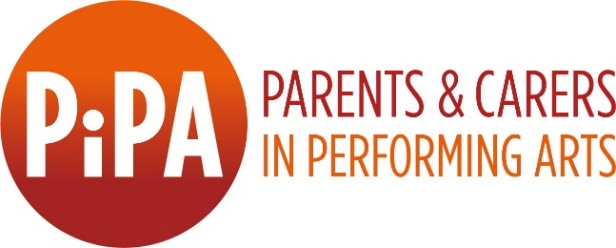 PiPA
PARENTS & CARERS
IN PERFORMING ARTS